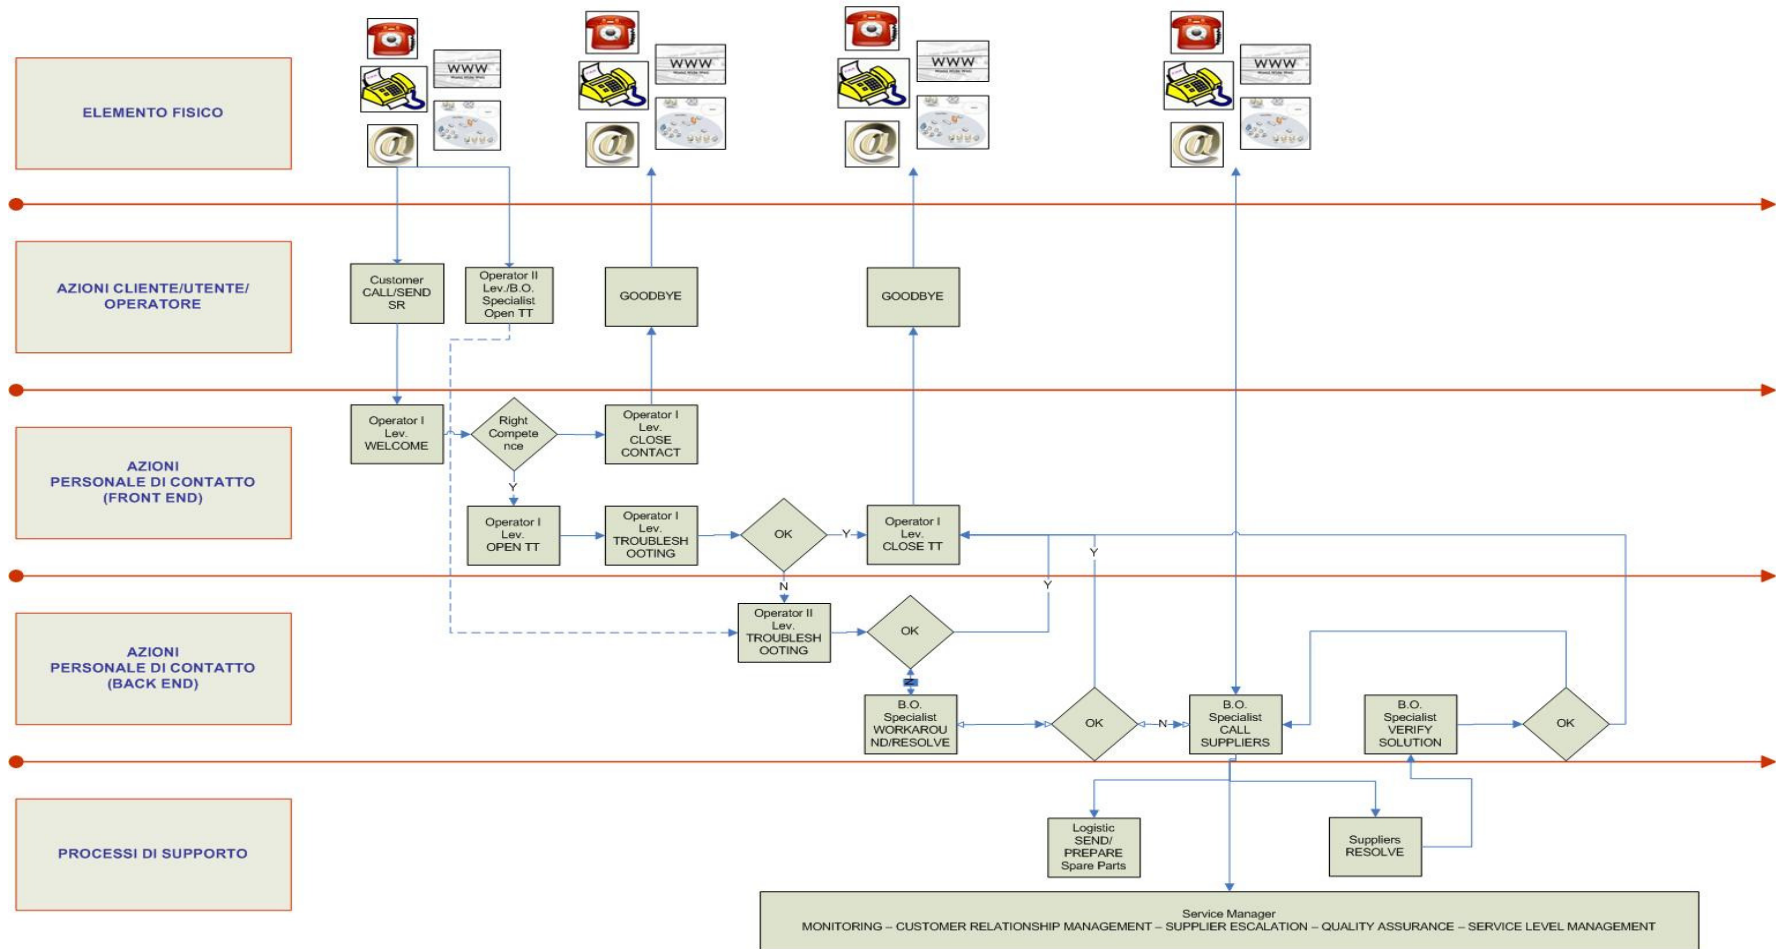 WWW
WWW
WWW
WWW
ELEMENTO FISICO
AZIONI CLIENTE/UTENTE/
OPERATORE
Customer
CALL/SEND
SR
Operator II
Lev./B.O.
Specialist
Open TT
GOODBYE
GOODBYE
AZIONI
PERSONALE DI CONTATTO
(FRONT END)
Operator I
Lev.
WELCOME
Right
Compete
nce
Operator I
Lev.
CLOSE
CONTACT
Y
Operator I
Lev.
OPEN TT
Operator I
Lev.
TROUBLESH
OOTING
OK
Y
Operator I
Lev.
CLOSE TT
Y
N
Y
AZIONI
PERSONALE DI CONTATTO
(BACK END)
Operator II
Lev.
TROUBLESH
OOTING
OK
N
B.O.
Specialist
WORKAROU
ND/RESOLVE
OK
N
B.O.
Specialist
CALL
SUPPLIERS
B.O.
Specialist
VERIFY
SOLUTION
OK
PROCESSI DI SUPPORTO
Logistic
SEND/
PREPARE
Spare Parts
Suppliers
RESOLVE
Service Manager
MONITORING – CUSTOMER RELATIONSHIP MANAGEMENT – SUPPLIER ESCALATION – QUALITY ASSURANCE – SERVICE LEVEL MANAGEMENT